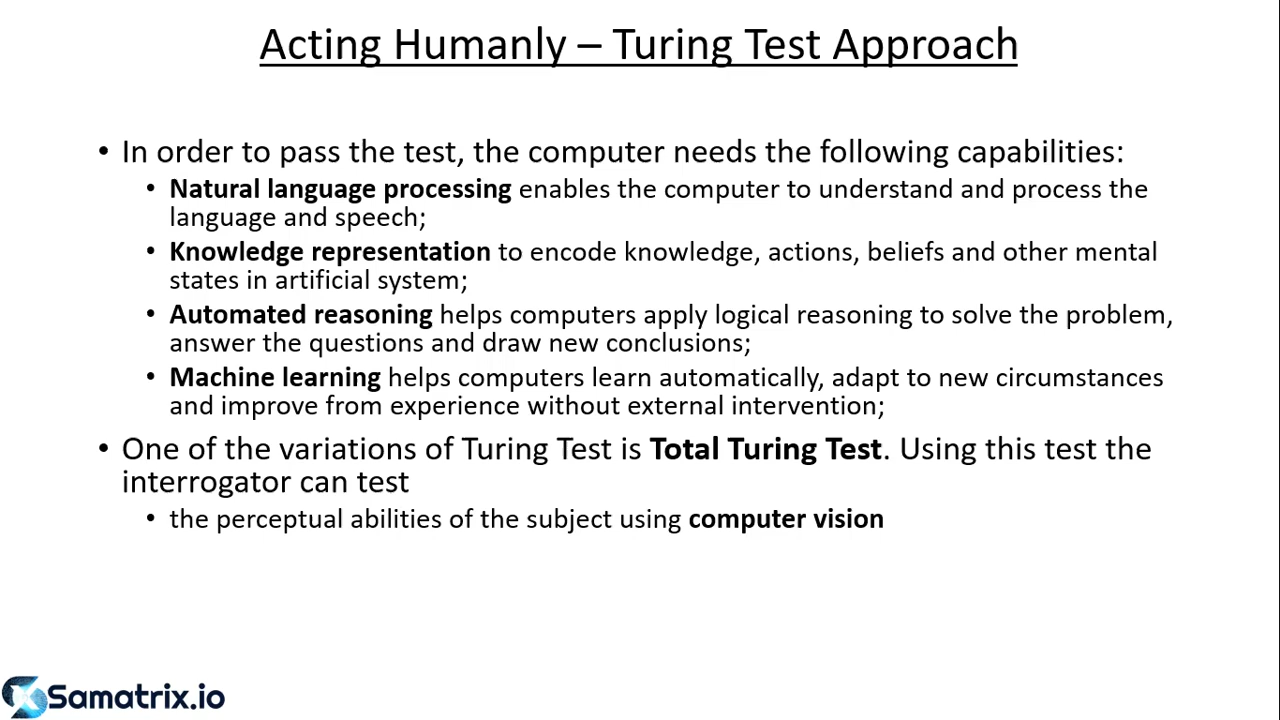 Acting Humanly – Turing Test Approach
• In order to pass the test, the computer needs the following capabilities:
• Natural language processing enables the computer to understand and process the
language and speech;
• Knowledge representation to encode knowledge, actions, beliefs and other mental
states in artificial system;
• Automated reasoning helps computers apply logical reasoning to solve the problem,
answer the questions and draw new conclusions;
• Machine learning helps computers learn automatically, adapt to new circumstances
and improve from experience without external intervention;
• One of the variations of Turing Test is Total Turing Test. Using this test the
interrogator can test
• the perceptual abilities of the subject using computer vision
Samatrix.io